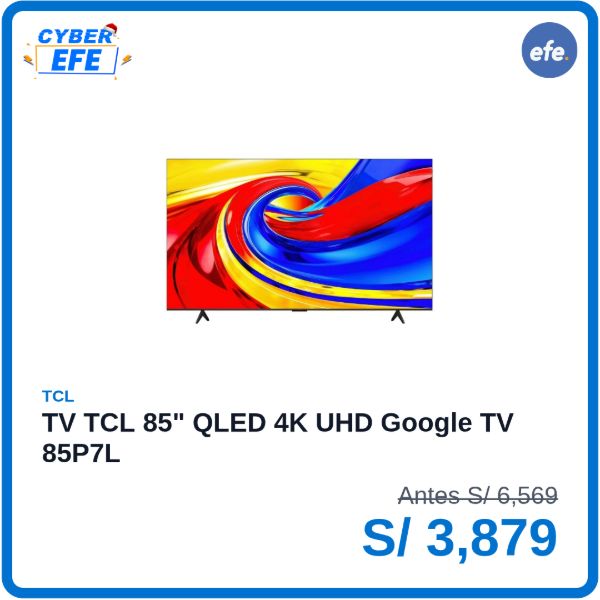 CYBER
EFE
efe.
TCL
TV TCL 85" QLED 4K UHD Google TV
85P7L
Antes S/ 6,569
S/ 3,879